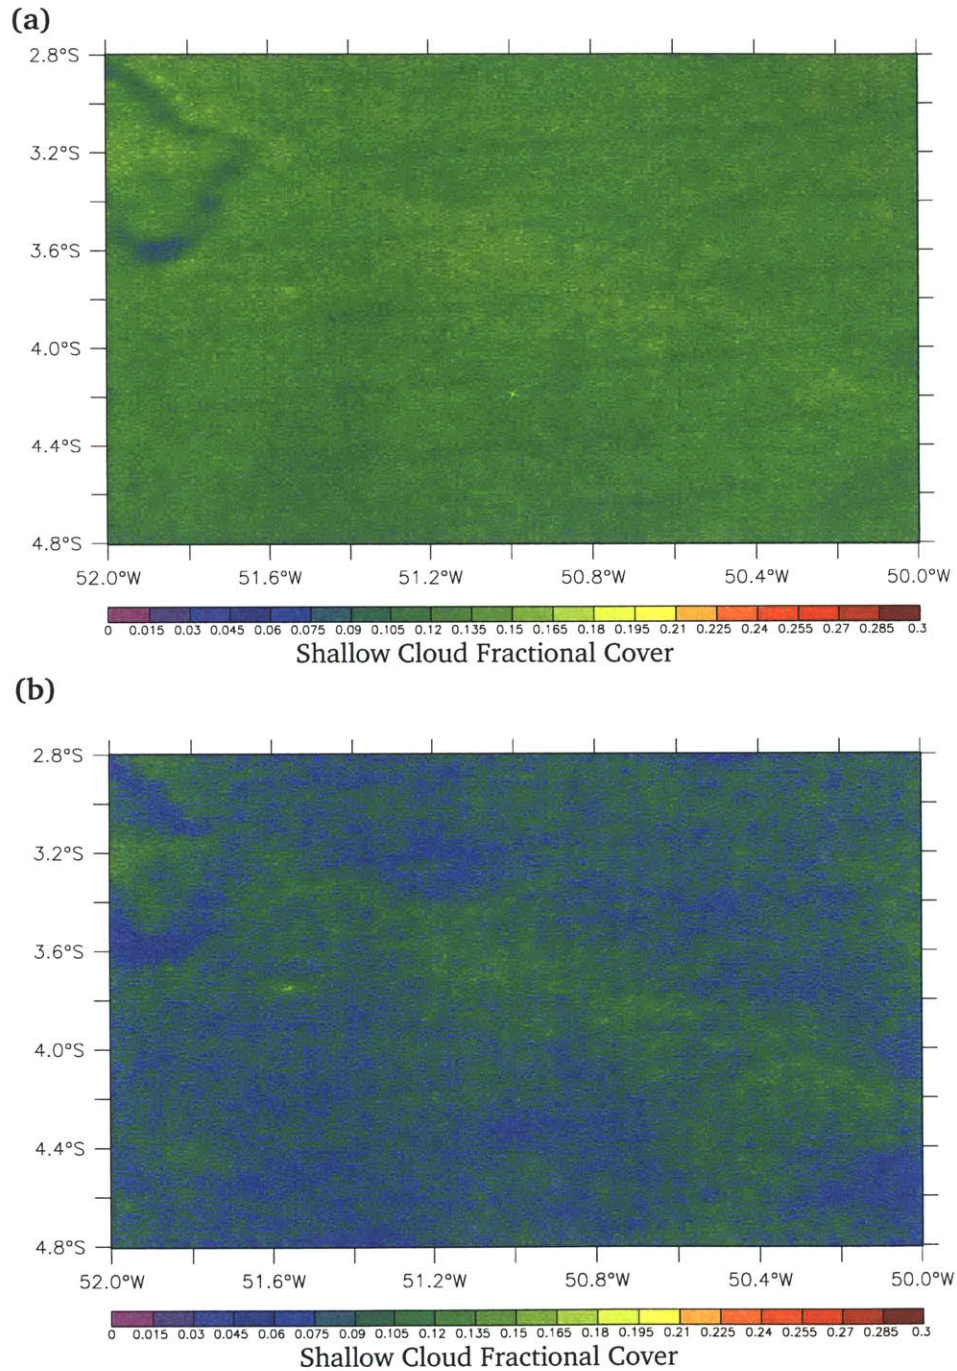 (a)
2.8°S
3.2°S
3.6°S
4.0°S
4.4°S
4.8°S
52.0°W 51.6°W 51.2°W 50.8°W 50.4°W 50.0°W
0 0.015 0.03 0.045 0.06 0.075 0.09 0.105 0.12 0.135 0.15 0.165 0.18 0.195 0.21 0.225 0.24 0.255 0.27 0.285 0.3
Shallow Cloud Fractional Cover
(b)
2.8°S
3.2°S
3.6°S
4.0°S
4.4°S
4.8°S
52.0°W 51.6°W 51.2°W 50.8°W 50.4°W 50.0°W
0 0.015 0.03 0.045 0.06 0.075 0.09 0.105 0.12 0.135 0.15 0.165 0.18 0.195 0.21 0.225 0.24 0.255 0.27 0.285 0.3
Shallow Cloud Fractional Cover